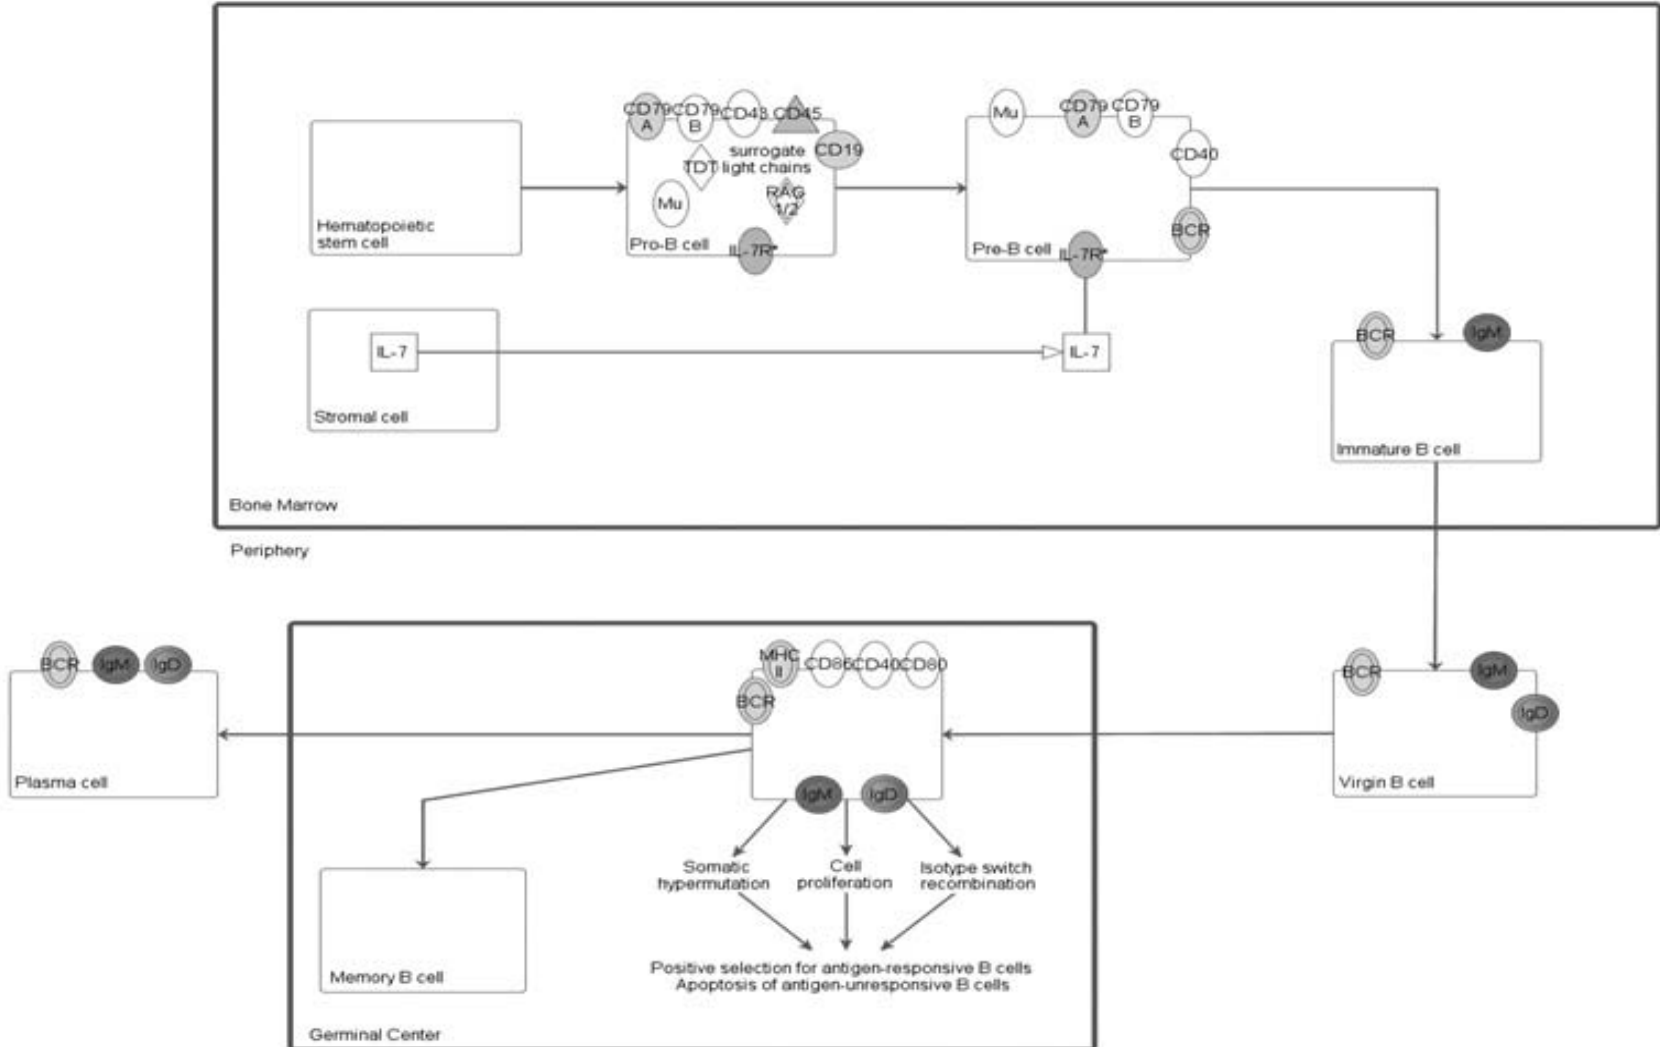 CD79
A
CD79
B
CD43
CD45
CD19
surrogate
light chains
TDT
RAG
1/2
Mu
Pro-B cell
IL-7R*
Mu
CD79
A
CD79
B
CD40
BCR
Pre-B cell
IL-7R*
Hematopoietic
stem cell
IL-7
Stromal cell
IL-7
BCR
IgM
Immature B cell
Bone Marrow
Periphery
BCR
IgM
IgD
Plasma cell
MHC
II
CD86
CD40
CD80
BCR
IgM
IgD
BCR
IgM
IgD
Virgin B cell
Somatic
hypermutation
Cell
proliferation
Isotype switch
recombination
Positive selection for antigen-responsive B cells
Apoptosis of antigen-unresponsive B cells
Memory B cell
Germinal Center